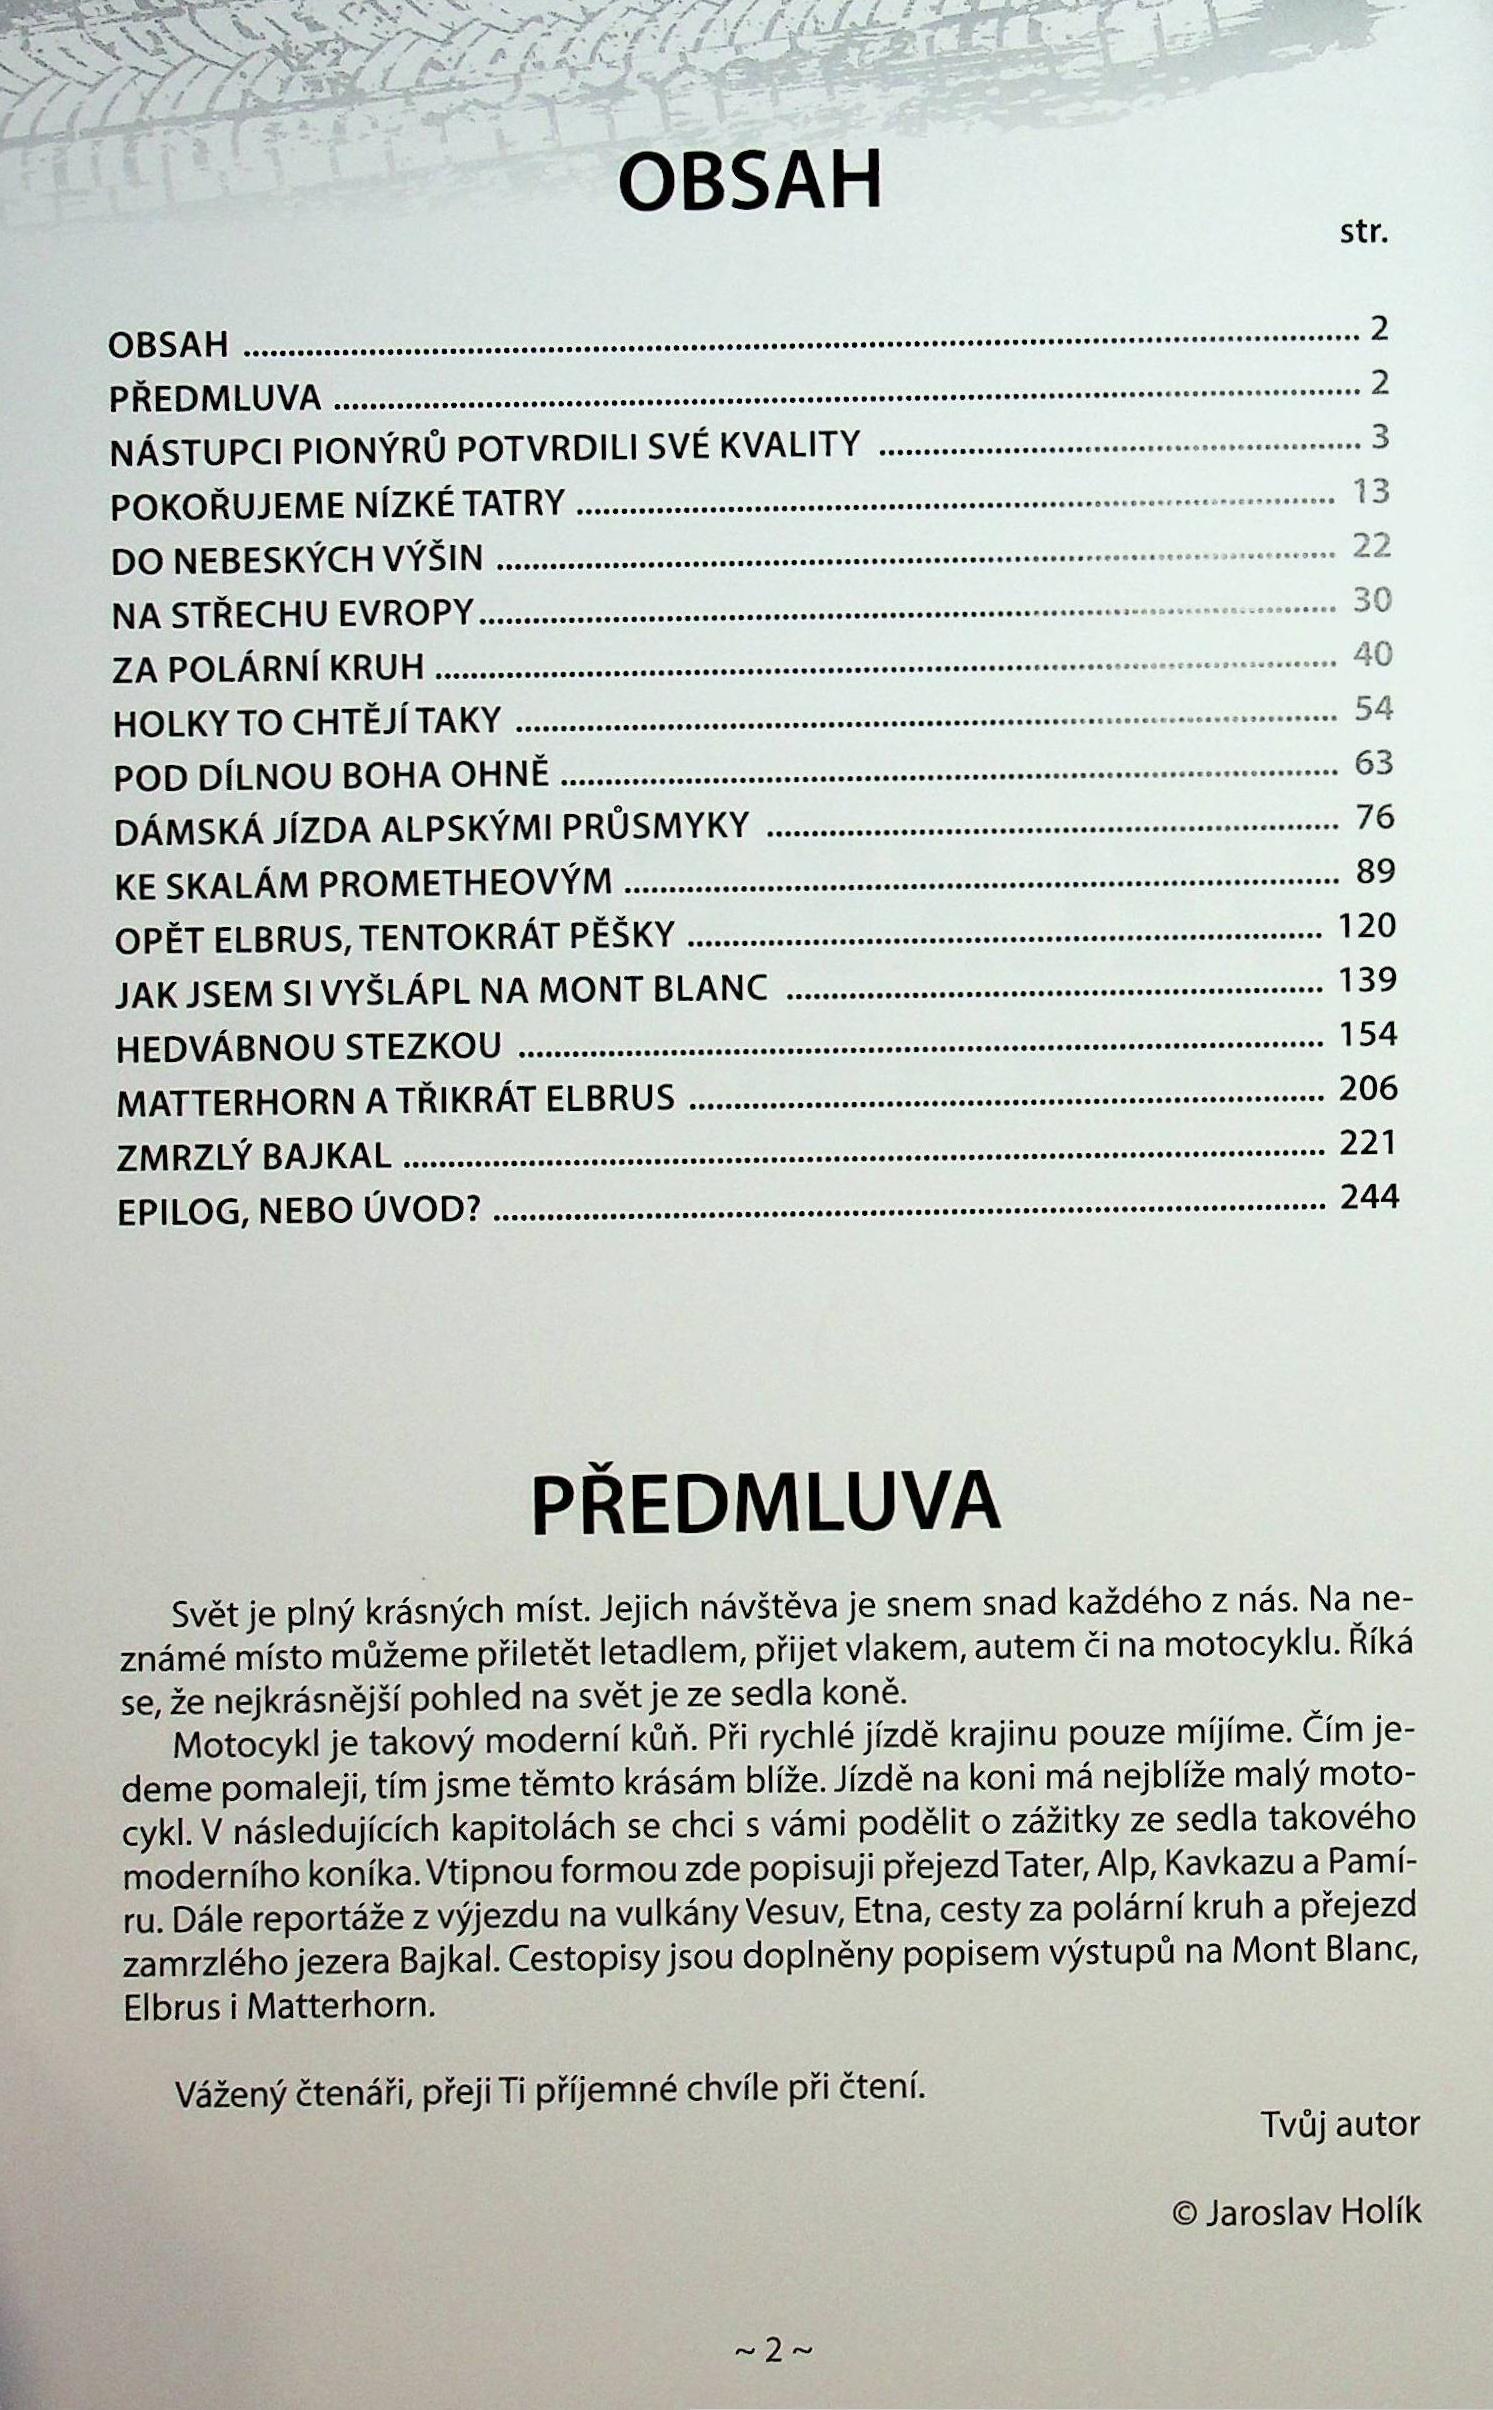 OBSAH
str.
OBSAH ........................................................ 2
PŘEDMLUVA ........................................................ 2
NÁSTUPCI PIONÝRŮ POTVRDILI SVÉ KVALITY ........................................................ 3
POKOŘUJEME NÍZKÉ TATRY ........................................................ 13
DO NEBESKÝCH VÝŠIN ........................................................ 22
NA STŘECHU EVROPY........................................................ 30
ZA POLÁRNÍ KRUH ........................................................ 40
HOLKY TO CHTĚJÍ TAKY ........................................................ 54
POD DÍLNOU BOHA OHNĚ ........................................................ 63
DÁMSKÁ JÍZDA ALPSKÝMI PRŮSMYKY ........................................................ 76
KE SKALÁM PROMETHEOVÝM ........................................................ 89
OPĚT ELBRUS, TENTOKRÁT PĚŠKY ........................................................ 120
JAK JSEM SI VYŠLÁPL NA MONT BLANC ........................................................ 139
HEDVÁBNOU STEZKOU ........................................................ 154
MATTERHORN A TŘIKRÁT ELBRUS ........................................................ 206
ZMRZLÝ BAJKAL ........................................................ 221
EPILOG, NEBO ÚVOD? ........................................................ 244
PŘEDMLUVA
Svět je plný krásných míst. Jejich návštěva je snem snad každého z nás. Na ne-
známé místo můžeme přiletět letadlem, přijet vlakem, autem či na motocyklu. Říká
se, že nejkrásnější pohled na svět je ze sedla koně.
Motocykl je takový moderní kůň. Při rychlé jízdě krajinu pouze míjíme. Čím je-
deme pomaleji, tím jsme těmto krásám blíže. Jízdě na koni má nejblíže malý moto-
cykl. V následujících kapitolách se chci s vámi podělit o zážitky ze sedla takového
moderního koníka. Vtipnou formou zde popisuji přejezd Tater, Alp, Kavkazu a Pamí-
ru. Dále reportáže z výjezdu na vulkány Vesuv, Etna, cesty za polární kruh a přejezd
zamrzlého jezera Bajkal. Cestopisy jsou doplněny popisem výstupů na Mont Blanc,
Elbrus i Matterhorn.
Vážený čtenáři, přeji Ti příjemné chvíle při čtení.
Tvůj autor
© Jaroslav Holík
~ 2 ~